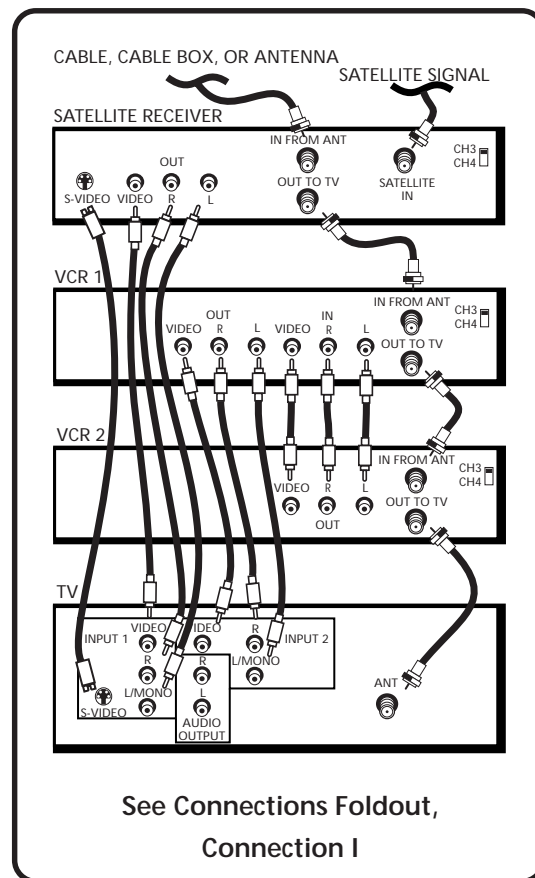 CABLE, CABLE BOX, OR ANTENNA
SATELLITE SIGNAL
SATELLITE RECEIVER
IN FROM ANT
OUT
CH3
CH4
S-VIDEO VIDEO R L
OUT TO TV
SATELLITE
IN
VCR 1
IN FROM ANT
CH3
CH4
OUT IN
VIDEO R L VIDEO R L
OUT TO TV
VCR 2
IN FROM ANT
CH3
CH4
VIDEO R L
OUT TO TV
OUT
TV
INPUT 1 VIDEO VIDEO R INPUT 2
R R L/MONO
ANT
L/MONO L
S-VIDEO
AUDIO
OUTPUT
See Connections Foldout,
Connection I